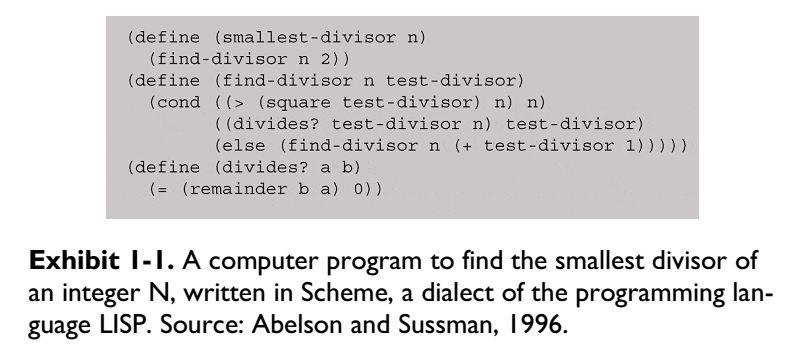 (define (smallest-divisor n)
  (find-divisor n 2))
(define (find-divisor n test-divisor)
  (cond ((> (square test-divisor) n) n)
        ((divides? test-divisor n) test-divisor)
        (else (find-divisor n (+ test-divisor 1)))))
(define (divides? a b)
  (= (remainder b a) 0))
Exhibit 1-1. A computer program to find the smallest divisor of
an integer N, written in Scheme, a dialect of the programming lan-
guage LISP. Source: Abelson and Sussman, 1996.